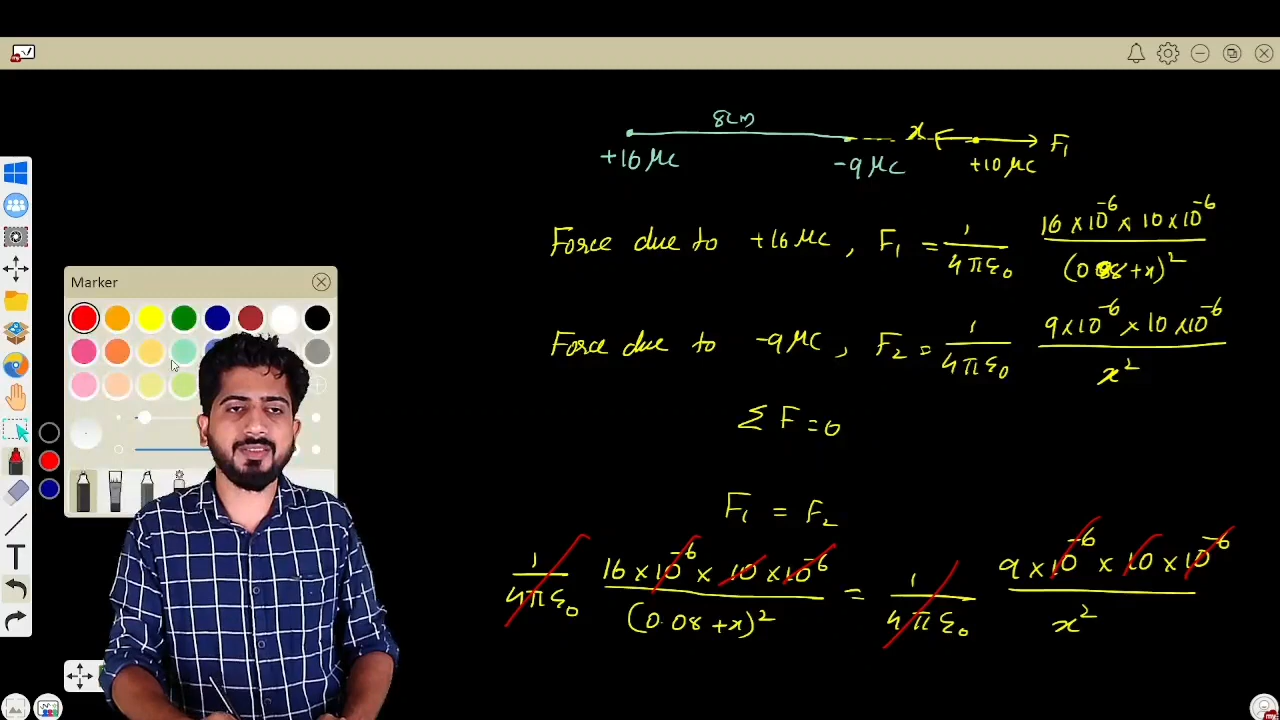 8cm
x
F₁
+16 μC
-9 μC
+10 μC
Force due to +16 μC, F₁ = 1/4πε₀ 16 × 10⁻⁶ × 10 × 10⁻⁶/(0.08 + x)²
Marker
Force due to -9 μC, F₂ = 1/4πε₀ 9 × 10⁻⁶ × 10 × 10⁻⁶/x²
Σ F = 0
F₁ = F₂
1/4πε₀ 16 × 10⁻⁶ × 10 × 10⁻⁶/(0.08 + x)² = 1/4πε₀ 9 × 10⁻⁶ × 10 × 10⁻⁶/x²